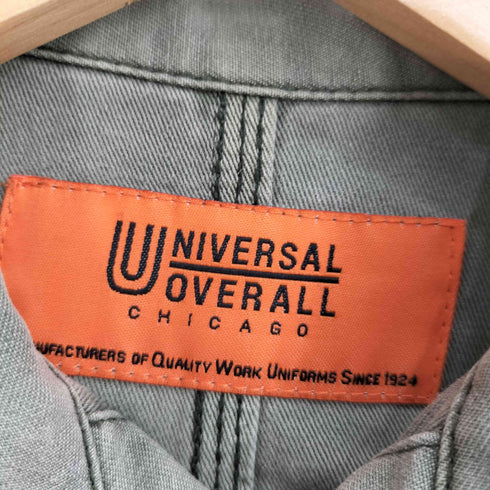 UNIVERSAL
OVERALL
CHICAGO
OF QUALITY WORK UNIFORMS SINCE 1924